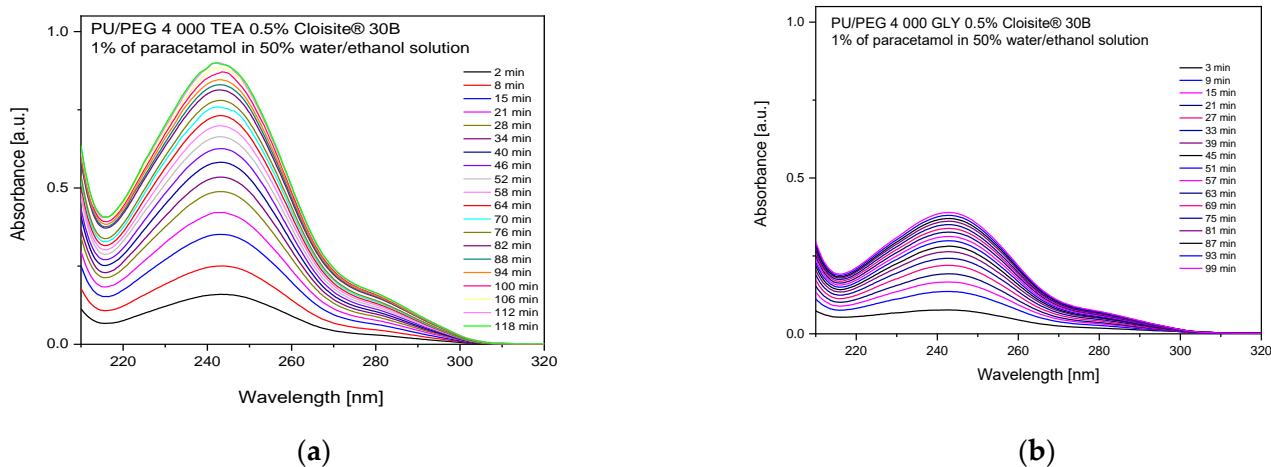 PU/PEG 4 000 TEA 0.5% Cloisite® 30B
1% of paracetamol in 50% water/ethanol solution
1.0
0.5
0.0
Absorbance [a.u.]
2 min
8 min
15 min
21 min
28 min
34 min
40 min
46 min
52 min
58 min
64 min
70 min
76 min
82 min
88 min
94 min
100 min
106 min
112 min
118 min
220 240 260 280 300 320
Wavelength [nm]
(a)
PU/PEG 4 000 GLY 0.5% Cloisite® 30B
1% of paracetamol in 50% water/ethanol solution
1.0
0.5
0.0
Absorbance [a.u.]
3 min
9 min
15 min
21 min
27 min
33 min
39 min
45 min
51 min
57 min
63 min
69 min
75 min
81 min
87 min
93 min
99 min
220 240 260 280 300 320
Wavelength [nm]
(b)